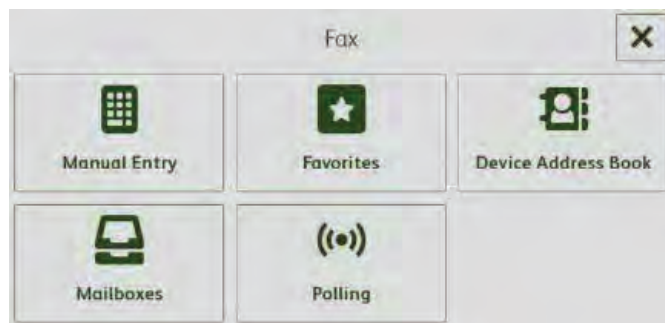 Fax
Manual Entry
Favorites
Device Address Book
Mailboxes
Polling